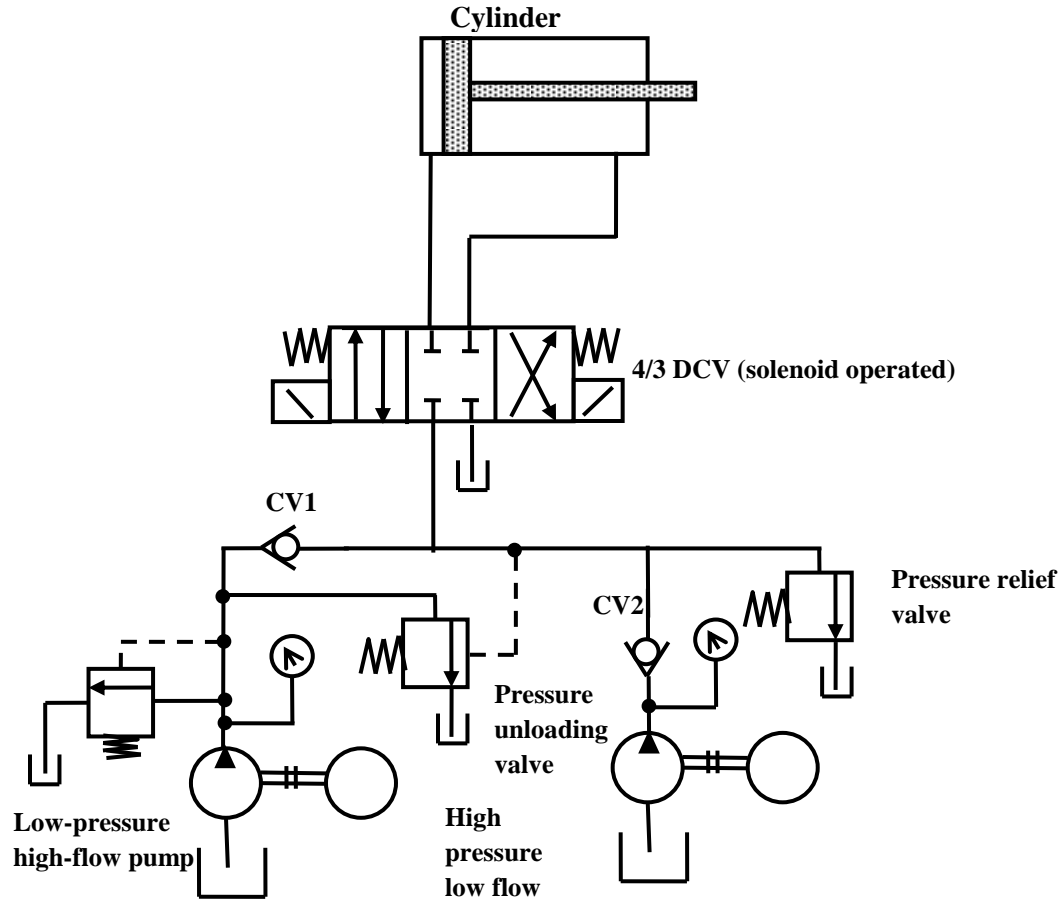 Cylinder
4/3 DCV (solenoid operated)
CV1
Pressure relief
valve
CV2
Pressure
unloading
valve
Low-pressure
high-flow pump
High
pressure
low flow